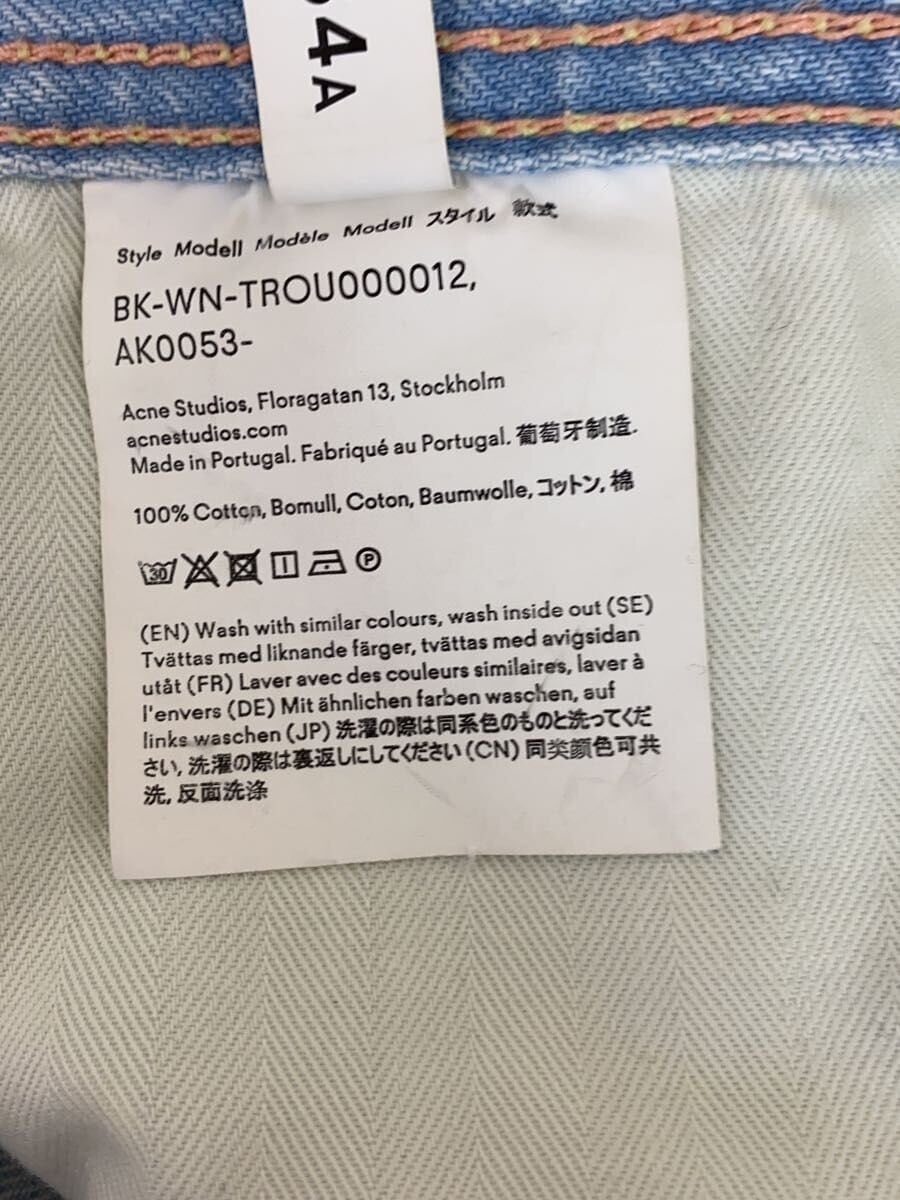 4A
Style Modell Modèle Modell スタイル 款式
BK-WN-TROU000012,
AK0053-
Acne Studios, Floragatan 13, Stockholm
acnestudios.com
Made in Portugal. Fabriqué au Portugal. 葡萄牙制造.
100% Cotton, Bomull, Coton, Baumwolle, コットン, 棉
30 P
(EN) Wash with similar colours, wash inside out (SE)
Tvättas med liknande färger, tvättas med avigsidan
utåt (FR) Laver avec des couleurs similaires, laver à
l'envers (DE) Mit ähnlichen farben waschen, auf
links waschen (JP) 洗濯の際は同系色のものと洗ってくだ
さい, 洗濯の際は裏返しにしてください (CN) 同类颜色可共
洗, 反面洗涤